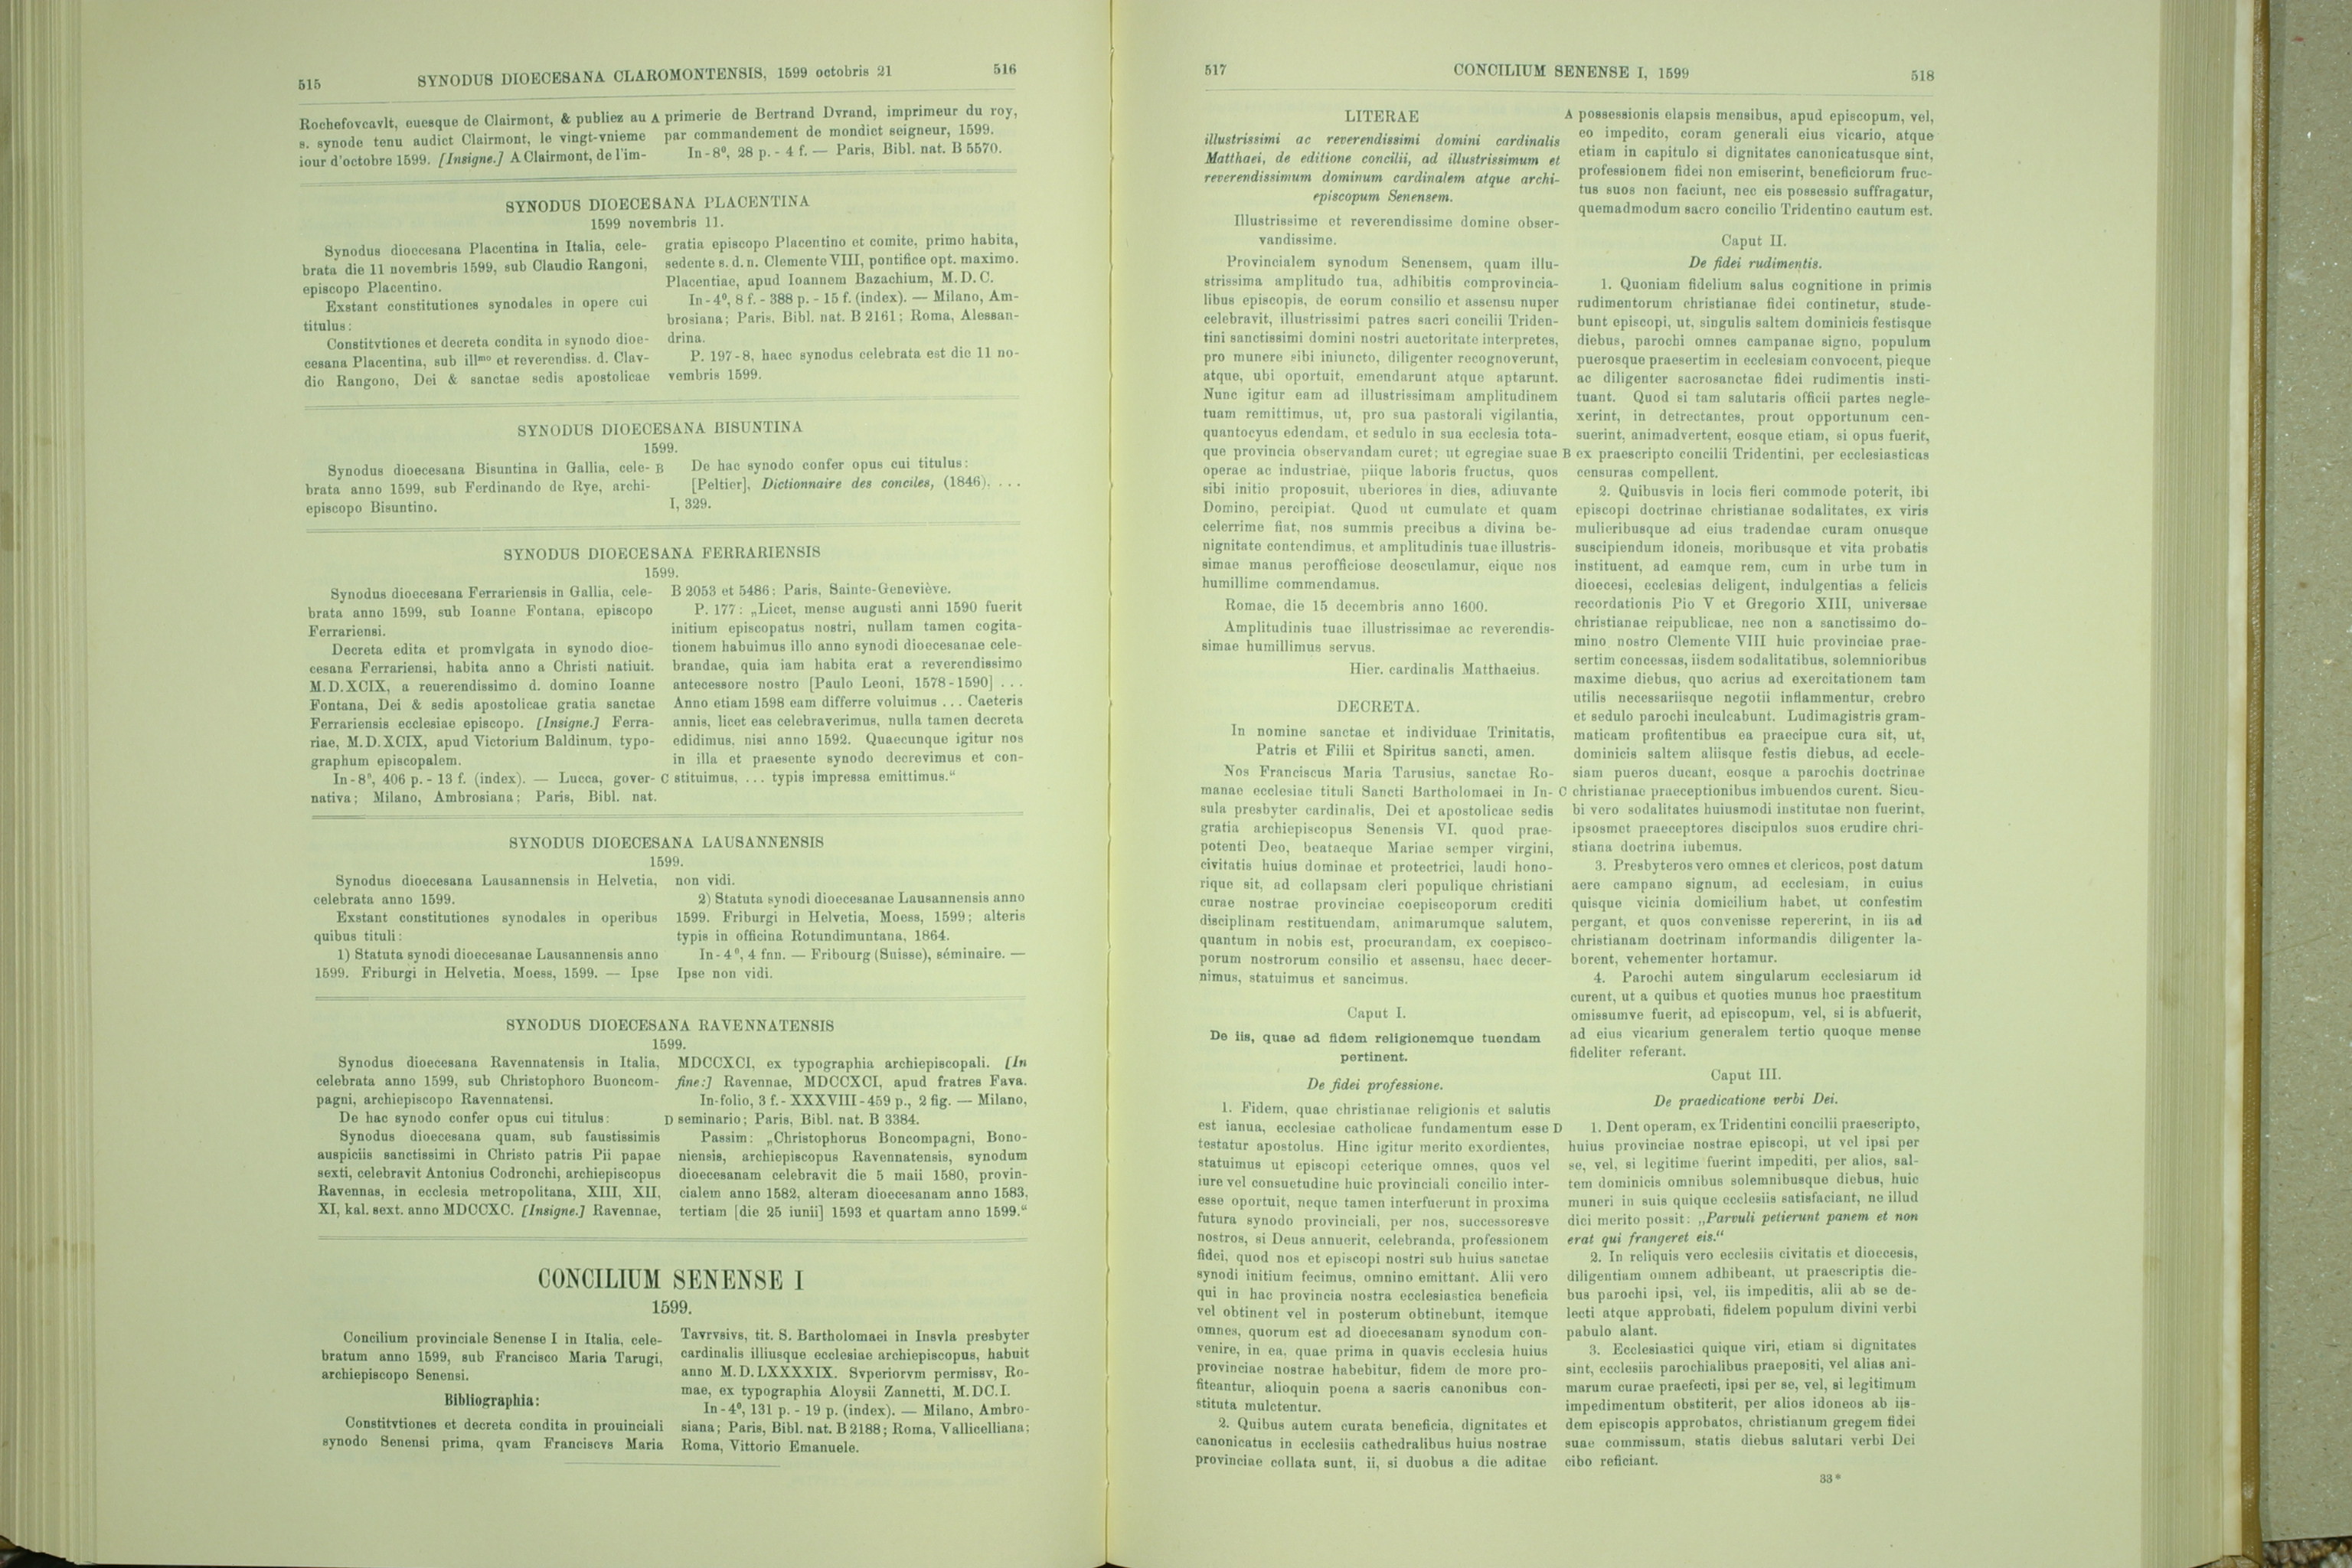 515
SYNODUS DIOECESANA CLAROMONTENSIS, 1599 octobris 21
516
Rochefovcavlt, euesque de Clairmont, & publiez au
s. synode tenu audict Clairmont, le vingt-vnieme
iour d'octobre 1599. [Insigne.] A Clairmont, de l'im-
A primerie de Bertrand Dvrand, imprimeur du roy,
par commandement de mondict seigneur, 1599.
In-8⁰, 28 p. - 4 f. — Paris, Bibl. nat. B 5570.
SYNODUS DIOECESANA PLACENTINA
1599 novembris 11.
Synodus dioecesana Placentina in Italia, cele-
brata die 11 novembris 1599, sub Claudio Rangoni,
episcopo Placentino.
Exstant constitutiones synodales in opere cui
titulus:
Constitvtiones et decreta condita in synodo dioe-
cesana Placentina, sub illᵐᵒ et reverendiss. d. Clav-
dio Rangono, Dei & sanctae sedis apostolicae
gratia episcopo Placentino et comite, primo habita,
sedente s. d. n. Clemente VIII, pontifice opt. maximo.
Placentiae, apud Ioannem Bazachium, M. D. C.
In-4⁰, 8 f. - 388 p. - 15 f. (index). — Milano, Am-
brosiana; Paris, Bibl. nat. B 2161; Roma, Alessan-
drina.
P. 197-8, haec synodus celebrata est die 11 no-
vembris 1599.
SYNODUS DIOECESANA BISUNTINA
1599.
Synodus dioecesana Bisuntina in Gallia, cele-
brata anno 1599, sub Ferdinando de Rye, archi-
episcopo Bisuntino.
B De hac synodo confer opus cui titulus:
[Peltier], Dictionnaire des conciles, (1846), ...
I, 329.
SYNODUS DIOECESANA FERRARIENSIS
1599.
Synodus dioecesana Ferrariensis in Gallia, cele-
brata anno 1599, sub Ioanne Fontana, episcopo
Ferrariensi.
Decreta edita et promvlgata in synodo dioe-
cesana Ferrariensi, habita anno a Christi natiuit.
M.D.XCIX, a reuerendissimo d. domino Ioanne
Fontana, Dei & sedis apostolicae gratia sanctae
Ferrariensis ecclesiae episcopo. [Insigne.] Ferra-
riae, M.D.XCIX, apud Victorium Baldinum, typo-
graphum episcopalem.
In-8⁰, 406 p. - 13 f. (index). — Lucca, gover-
nativa; Milano, Ambrosiana; Paris, Bibl. nat.
B 2053 et 5486; Paris, Sainte-Geneviève.
P. 177: „Licet, mense augusti anni 1590 fuerit
initium episcopatus nostri, nullam tamen cogita-
tionem habuimus illo anno synodi dioecesanae cele-
brandae, quia iam habita erat a reverendissimo
antecessore nostro [Paulo Leoni, 1578-1590] ...
Anno etiam 1598 eam differre voluimus ... Caeteris
annis, licet eas celebraverimus, nulla tamen decreta
edidimus, nisi anno 1592. Quaecunque igitur nos
in illa et praesente synodo decrevimus et con-
C stituimus, ... typis impressa emittimus.“
SYNODUS DIOECESANA LAUSANNENSIS
1599.
Synodus dioecesana Lausannensis in Helvetia,
celebrata anno 1599.
Exstant constitutiones synodales in operibus
quibus tituli:
1) Statuta synodi dioecesanae Lausannensis anno
1599. Friburgi in Helvetia, Moess, 1599. — Ipse
non vidi.
2) Statuta synodi dioecesanae Lausannensis anno
1599. Friburgi in Helvetia, Moess, 1599; alteris
typis in officina Rotundimuntana, 1864.
In-4⁰, 4 fnn. — Fribourg (Suisse), séminaire. —
Ipse non vidi.
SYNODUS DIOECESANA RAVENNATENSIS
1599.
Synodus dioecesana Ravennatensis in Italia,
celebrata anno 1599, sub Christophoro Buoncom-
pagni, archiepiscopo Ravennatensi.
De hac synodo confer opus cui titulus:
Synodus dioecesana quam, sub faustissimis
auspiciis sanctissimi in Christo patris Pii papae
sexti, celebravit Antonius Codronchi, archiepiscopus
Ravennas, in ecclesia metropolitana, XIII, XII,
XI, kal. sext. anno MDCCXC. [Insigne.] Ravennae,
MDCCXCI, ex typographia archiepiscopali. [In
fine:] Ravennae, MDCCXCI, apud fratres Fava.
In-folio, 3 f. - XXXVIII - 459 p., 2 fig. — Milano,
D seminario; Paris, Bibl. nat. B 3384.
Passim: „Christophorus Boncompagni, Bono-
niensis, archiepiscopus Ravennatensis, synodum
dioecesanam celebravit die 5 maii 1580, provin-
cialem anno 1582, alteram dioecesanam anno 1583,
tertiam [die 25 iunii] 1593 et quartam anno 1599.“
CONCILIUM SENENSE I
1599.
Concilium provinciale Senense I in Italia, cele-
bratum anno 1599, sub Francisco Maria Tarugi,
archiepiscopo Senensi.
Bibliographia:
Constitvtiones et decreta condita in prouinciali
synodo Senensi prima, qvam Franciscvs Maria
Tavrvsivs, tit. S. Bartholomaei in Insvla presbyter
cardinalis illiusque ecclesiae archiepiscopus, habuit
anno M.D.LXXXXIX. Svperiorvm permissv, Ro-
mae, ex typographia Aloysii Zannetti, M.DC.I.
In-4⁰, 131 p. - 19 p. (index). — Milano, Ambro-
siana; Paris, Bibl. nat. B 2188; Roma, Vallicelliana;
Roma, Vittorio Emanuele.
517
CONCILIUM SENENSE I, 1599
518
LITERAE
illustrissimi ac reverendissimi domini cardinalis
Matthaei, de editione concilii, ad illustrissimum et
reverendissimum dominum cardinalem atque archi-
episcopum Senensem.
Illustrissime et reverendissime domine obser-
vandissime.
Provincialem synodum Senensem, quam illu-
strissima amplitudo tua, adhibitis comprovincia-
libus episcopis, de eorum consilio et assensu nuper
celebravit, illustrissimi patres sacri concilii Triden-
tini sanctissimi domini nostri auctoritate interpretes,
pro munere sibi iniuncto, diligenter recognoverunt,
atque, ubi oportuit, emendarunt atque aptarunt.
Nunc igitur eam ad illustrissimam amplitudinem
tuam remittimus, ut, pro sua pastorali vigilantia,
quantocyus edendam, et sedulo in sua ecclesia tota-
que provincia observandam curet; ut egregiae suae
operae ac industriae, piique laboris fructus, quos
sibi initio proposuit, uberiores in dies, adiuvante
Domino, percipiat. Quod ut cumulate et quam
celerrime fiat, nos summis precibus a divina be-
nignitate contendimus, et amplitudinis tuae illustris-
simae manus perofficiose deosculamur, eique nos
humillime commendamus.
Romae, die 15 decembris anno 1600.
Amplitudinis tuae illustrissimae ac reverendis-
simae humillimus servus.
Hier. cardinalis Matthaeius.
DECRETA.
In nomine sanctae et individuae Trinitatis,
Patris et Filii et Spiritus sancti, amen.
Nos Franciscus Maria Tarusius, sanctae Ro-
manae ecclesiae tituli Sancti Bartholomaei in In-
sula presbyter cardinalis, Dei et apostolicae sedis
gratia archiepiscopus Senensis VI, quod prae-
potenti Deo, beataeque Mariae semper virgini,
civitatis huius dominae et protectrici, laudi hono-
rique sit, ad collapsam cleri populique christiani
curae nostrae provinciae coepiscoporum crediti
disciplinam restituendam, animarumque salutem,
quantum in nobis est, procurandam, ex coepisco-
porum nostrorum consilio et assensu, haec decer-
nimus, statuimus et sancimus.
Caput I.
De iis, quae ad fidem religionemque tuendam
pertinent.
De fidei professione.
1. Fidem, quae christianae religionis et salutis
est ianua, ecclesiae catholicae fundamentum esse
testatur apostolus. Hinc igitur merito exordientes,
statuimus ut episcopi ceterique omnes, quos vel
iure vel consuetudine huic provinciali concilio inter-
esse oportuit, neque tamen interfuerunt in proxima
futura synodo provinciali, per nos, successoresve
nostros, si Deus annuerit, celebranda, professionem
fidei, quod nos et episcopi nostri sub huius sanctae
synodi initium fecimus, omnino emittant. Alii vero
qui in hac provincia nostra ecclesiastica beneficia
vel obtinent vel in posterum obtinebunt, itemque
omnes, quorum est ad dioecesanam synodum con-
venire, in ea, quae prima in quavis ecclesia huius
provinciae nostrae habebitur, fidem de more pro-
fiteantur, alioquin poena a sacris canonibus con-
stituta mulctentur.
2. Quibus autem curata beneficia, dignitates et
canonicatus in ecclesiis cathedralibus huius nostrae
provinciae collata sunt, ii, si duobus a die aditae
A possessionis elapsis mensibus, apud episcopum, vel,
eo impedito, coram generali eius vicario, atque
etiam in capitulo si dignitates canonicatusque sint,
professionem fidei non emiserint, beneficiorum fruc-
tus suos non faciunt, nec eis possessio suffragatur,
quemadmodum sacro concilio Tridentino cautum est.
Caput II.
De fidei rudimentis.
1. Quoniam fidelium salus cognitione in primis
rudimentorum christianae fidei continetur, stude-
bunt episcopi, ut, singulis saltem dominicis festisque
diebus, parochi omnes campanae signo, populum
puerosque praesertim in ecclesiam convocent, pieque
ac diligenter sacrosanctae fidei rudimentis insti-
tuant. Quod si tam salutaris officii partes negle-
xerint, in detrectantes, prout opportunum cen-
suerint, animadvertent, eosque etiam, si opus fuerit,
B ex praescripto concilii Tridentini, per ecclesiasticas
censuras compellent.
2. Quibusvis in locis fieri commode poterit, ibi
episcopi doctrinae christianae sodalitates, ex viris
mulieribusque ad eius tradendae curam onusque
suscipiendum idoneis, moribusque et vita probatis
instituent, ad eamque rem, cum in urbe tum in
dioecesi, ecclesias deligent, indulgentias a felicis
recordationis Pio V et Gregorio XIII, universae
christianae reipublicae, nec non a sanctissimo do-
mino nostro Clemente VIII huic provinciae prae-
sertim concessas, iisdem sodalitatibus, solemnioribus
maxime diebus, quo acrius ad exercitationem tam
utilis necessariisque negotii inflammentur, crebro
et sedulo parochi inculcabunt. Ludimagistris gram-
maticam profitentibus ea praecipue cura sit, ut,
dominicis saltem aliisque festis diebus, ad eccle-
siam pueros ducant, eosque a parochis doctrinae
C christianae praeceptionibus imbuendos curent. Sicu-
bi vero sodalitates huiusmodi institutae non fuerint,
ipsosmet praeceptores discipulos suos erudire chri-
stiana doctrina iubemus.
3. Presbyteros vero omnes et clericos, post datum
aere campano signum, ad ecclesiam, in cuius
quisque vicinia domicilium habet, ut confestim
pergant, et quos convenisse repererint, in iis ad
christianam doctrinam informandis diligenter la-
borent, vehementer hortamur.
4. Parochi autem singularum ecclesiarum id
curent, ut a quibus et quoties munus hoc praestitum
omissumve fuerit, ad episcopum, vel, si is abfuerit,
ad eius vicarium generalem tertio quoque mense
fideliter referant.
Caput III.
De praedicatione verbi Dei.
D 1. Dent operam, ex Tridentini concilii praescripto,
huius provinciae nostrae episcopi, ut vel ipsi per
se, vel, si legitime fuerint impediti, per alios, sal-
tem dominicis omnibus solemnibusque diebus, huic
muneri in suis quique ecclesiis satisfaciant, ne illud
dici merito possit: „Parvuli petierunt panem et non
erat qui frangeret eis.“
2. In reliquis vero ecclesiis civitatis et dioecesis,
diligentiam omnem adhibeant, ut praescriptis die-
bus parochi ipsi, vel, iis impeditis, alii ab se de-
lecti atque approbati, fidelem populum divini verbi
pabulo alant.
3. Ecclesiastici quique viri, etiam si dignitates
sint, ecclesiis parochialibus praepositi, vel alias ani-
marum curae praefecti, ipsi per se, vel, si legitimum
impedimentum obstiterit, per alios idoneos ab iis-
dem episcopis approbatos, christianum gregem fidei
suae commissum, statis diebus salutari verbi Dei
cibo reficiant.
33*